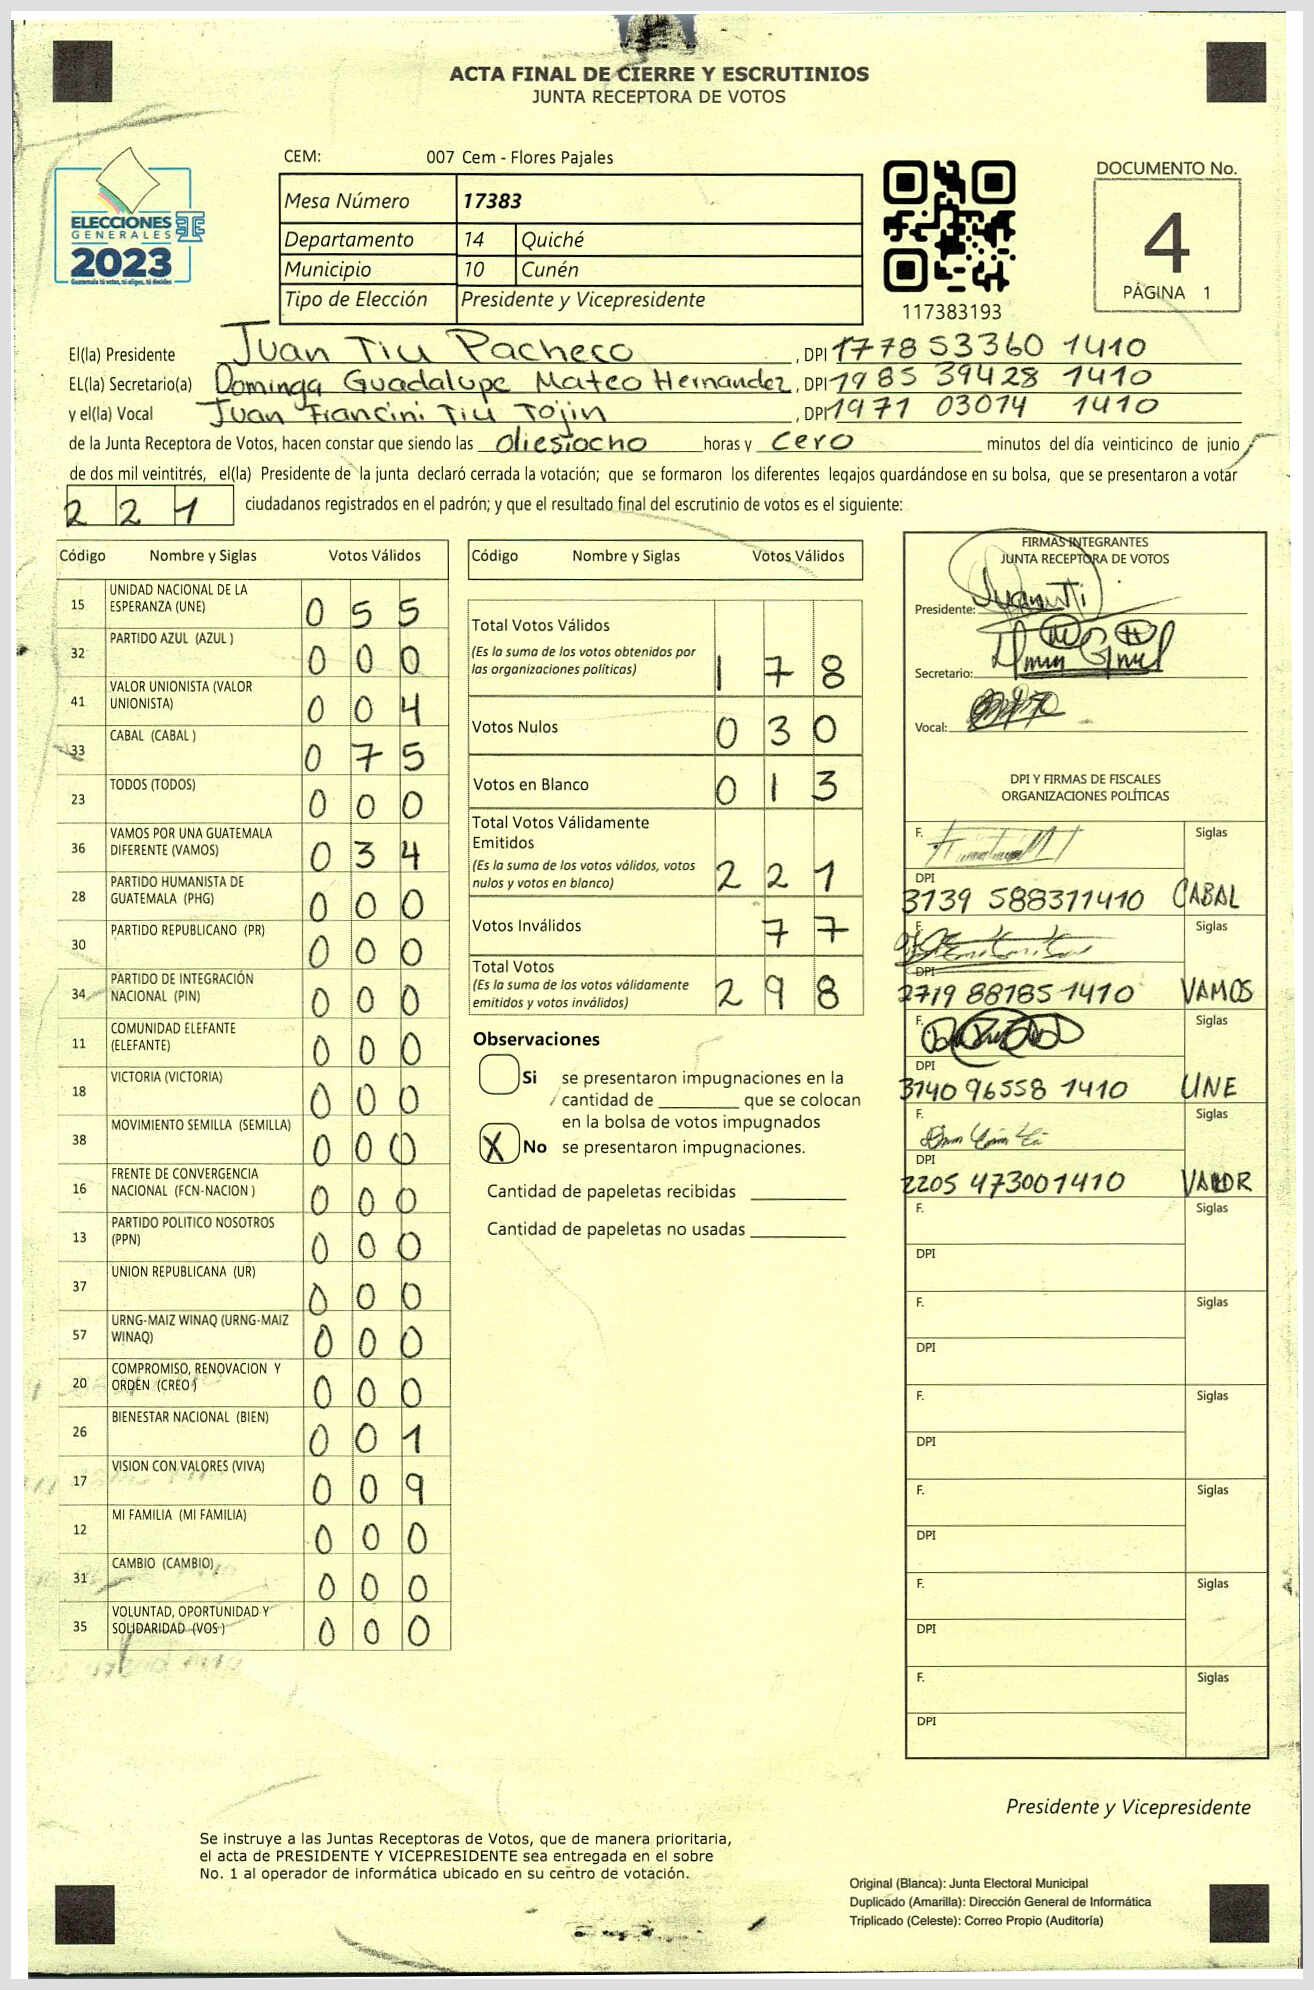 ACTA FINAL DE CIERRE Y ESCRUTINIOS
JUNTA RECEPTORA DE VOTOS
CEM: 007 Cem - Flores Pajales
ELECCIONES
GENERALES
2023
Guatemala tú votas, tú eliges, tú decides
Mesa Número 17383
Departamento 14 Quiché
Municipio 10 Cunén
Tipo de Elección Presidente y Vicepresidente
117383193
DOCUMENTO No.
4
PÁGINA 1
El(la) Presidente Juan Tiu Pacheco, DPI 1778 53360 1410
EL(la) Secretario(a) Dominga Guadalupe Mateo Hernandez, DPI 1985 39428 1410
y el(la) Vocal Juan Francini Tiu Tojin, DPI 1971 03014 1410
de la Junta Receptora de Votos, hacen constar que siendo las diesiocho horas y cero minutos del día veinticinco de junio
de dos mil veintitrés, el(la) Presidente de la junta declaró cerrada la votación; que se formaron los diferentes legajos quardándose en su bolsa, que se presentaron a votar
2 2 1 ciudadanos registrados en el padrón; y que el resultado final del escrutinio de votos es el siguiente:
Código Nombre y Siglas Votos Válidos
15 UNIDAD NACIONAL DE LA ESPERANZA (UNE) 0 5 5
32 PARTIDO AZUL (AZUL ) 0 0 0
41 VALOR UNIONISTA (VALOR UNIONISTA) 0 0 4
33 CABAL (CABAL ) 0 7 5
23 TODOS (TODOS) 0 0 0
36 VAMOS POR UNA GUATEMALA DIFERENTE (VAMOS) 0 3 4
28 PARTIDO HUMANISTA DE GUATEMALA (PHG) 0 0 0
30 PARTIDO REPUBLICANO (PR) 0 0 0
34 PARTIDO DE INTEGRACIÓN NACIONAL (PIN) 0 0 0
11 COMUNIDAD ELEFANTE (ELEFANTE) 0 0 0
18 VICTORIA (VICTORIA) 0 0 0
38 MOVIMIENTO SEMILLA (SEMILLA) 0 0 0
16 FRENTE DE CONVERGENCIA NACIONAL (FCN-NACION ) 0 0 0
13 PARTIDO POLITICO NOSOTROS (PPN) 0 0 0
37 UNION REPUBLICANA (UR) 0 0 0
57 URNG-MAIZ WINAQ (URNG-MAIZ WINAQ) 0 0 0
20 COMPROMISO, RENOVACION Y ORDEN (CREO ) 0 0 0
26 BIENESTAR NACIONAL (BIEN) 0 0 1
17 VISION CON VALORES (VIVA) 0 0 9
12 MI FAMILIA (MI FAMILIA) 0 0 0
31 CAMBIO (CAMBIO) 0 0 0
35 VOLUNTAD, OPORTUNIDAD Y SOLIDARIDAD (VOS ) 0 0 0
Código Nombre y Siglas Votos Válidos
Total Votos Válidos
(Es la suma de los votos obtenidos por
las organizaciones políticas) 1 7 8
Votos Nulos 0 3 0
Votos en Blanco 0 1 3
Total Votos Válidamente
Emitidos
(Es la suma de los votos válidos, votos
nulos y votos en blanco) 2 2 1
Votos Inválidos 7 7
Total Votos
(Es la suma de los votos válidamente
emitidos y votos inválidos) 2 9 8
Observaciones
Si se presentaron impugnaciones en la
cantidad de ________ que se colocan
en la bolsa de votos impugnados
X No se presentaron impugnaciones.
Cantidad de papeletas recibidas
Cantidad de papeletas no usadas
FIRMAS INTEGRANTES
JUNTA RECEPTORA DE VOTOS
Presidente:
Secretario:
Vocal:
DPI Y FIRMAS DE FISCALES
ORGANIZACIONES POLÍTICAS
F. Siglas
DPI
3139 588311410 CABAL
F. Siglas
DPI
2719 88785 1410 VAMOS
F. Siglas
DPI
3740 96558 1410 UNE
F. Siglas
DPI
2205 473001410 VALOR
F. Siglas
DPI
F. Siglas
DPI
F. Siglas
DPI
F. Siglas
DPI
F. Siglas
DPI
F. Siglas
DPI
Presidente y Vicepresidente
Se instruye a las Juntas Receptoras de Votos, que de manera prioritaria,
el acta de PRESIDENTE Y VICEPRESIDENTE sea entregada en el sobre
No. 1 al operador de informática ubicado en su centro de votación.
Original (Blanca): Junta Electoral Municipal
Duplicado (Amarilla): Dirección General de Informática
Triplicado (Celeste): Correo Propio (Auditoría)